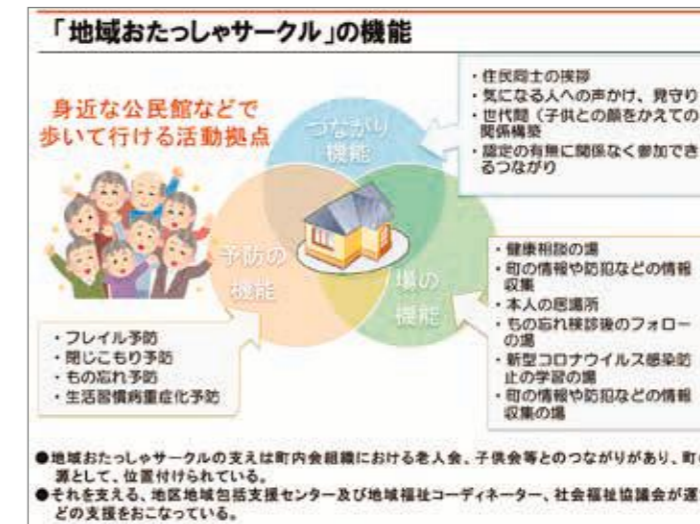 「地域おたっしゃサークル」の機能
身近な公民館などで
歩いて行ける活動拠点
つながり
機能
予防の
機能
場の
機能
・住民同士の挨拶
・気になる人への声かけ、見守り
・世代間（子供との顔をかえての
関係構築
・認定の有無に関係なく参加でき
るつながり
・健康相談の場
・町の情報や防犯などの情報
収集
・本人の居場所
・もの忘れ検診後のフォロー
の場
・新型コロナウイルス感染防
止の学習の場
・町の情報や防犯などの情報
収集の場
・フレイル予防
・閉じこもり予防
・もの忘れ予防
・生活習慣病重症化予防
●地域おたっしゃサークルの支えは町内会組織における老人会、子供会等とのつながりがあり、町
源として、位置付けられている。
●それを支える、地区地域包括支援センター及び地域福祉コーディネーター、社会福祉協議会が運
どの支援をおこなっている。